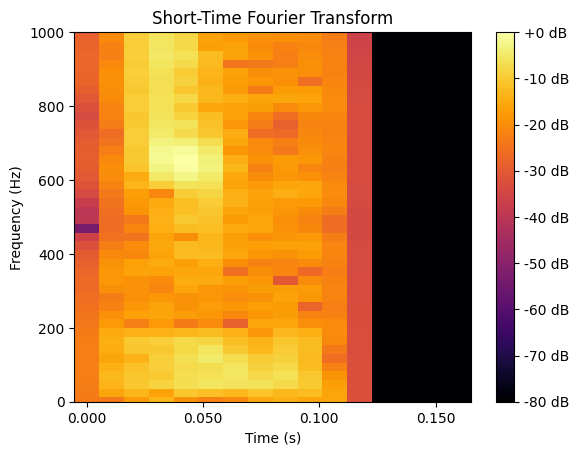 Short-Time Fourier Transform
1000
800
600
400
200
0
Frequency (Hz)
0.000
0.050
0.100
0.150
Time (s)
+0 dB
-10 dB
-20 dB
-30 dB
-40 dB
-50 dB
-60 dB
-70 dB
-80 dB